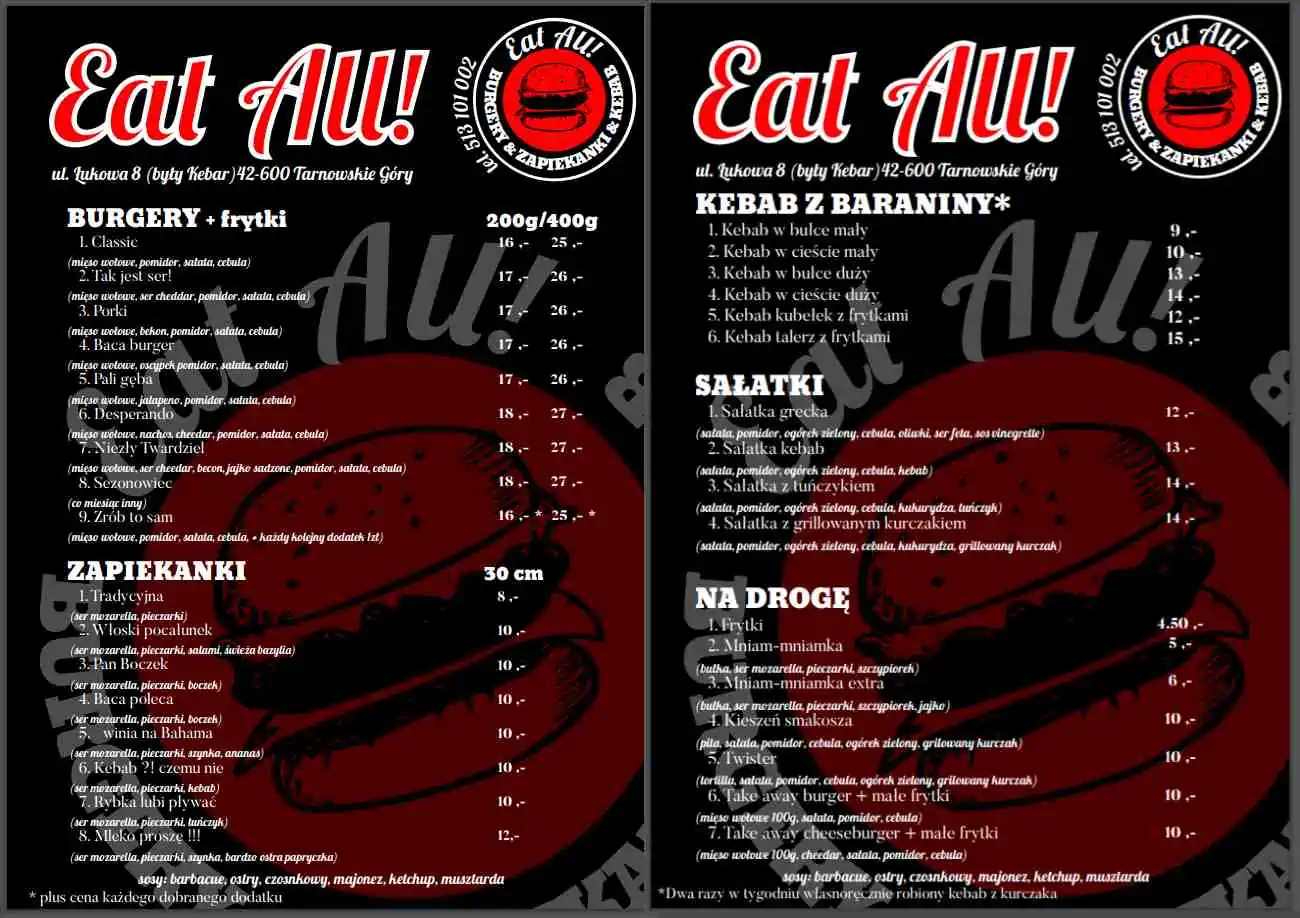 Eat All!
tel. 513 101 002
Eat All!
BURGERY & ZAPIEKANKI & KEBAB
ul. Łukowa 8 (były Kebar)42-600 Tarnowskie Góry
BURGERY + frytki 200g/400g
1. Classic 16 ,- 25 ,-
(mięso wołowe, pomidor, sałata, cebula)
2. Tak jest ser! 17 ,- 26 ,-
(mięso wołowe, ser cheddar, pomidor, sałata, cebula)
3. Porki 17 ,- 26 ,-
(mięso wołowe, bekon, pomidor, sałata, cebula)
4. Baca burger 17 ,- 26 ,-
(mięso wołowe, oscypek pomidor, sałata, cebula)
5. Pali gęba 17 ,- 26 ,-
(mięso wołowe, jalapeno, pomidor, sałata, cebula)
6. Desperando 18 ,- 27 ,-
(mięso wołowe, nachos, cheedar, pomidor, sałata, cebula)
7. Niezły Twardziel 18 ,- 27 ,-
(mięso wołowe, ser cheedar, becon, jajko sadzone, pomidor, sałata, cebula)
8. Sezonowiec 18 ,- 27 ,-
(co miesiąc inny)
9. Zrób to sam 16 ,- * 25 ,- *
(mięso wołowe, pomidor, sałata, cebula, • każdy kolejny dodatek 1zł)
ZAPIEKANKI 30 cm
1. Tradycyjna 8 ,-
(ser mozarella, pieczarki)
2. Włoski pocałunek 10 ,-
(ser mozarella, pieczarki, salami, świeża bazylia)
3. Pan Boczek 10 ,-
(ser mozarella, pieczarki, boczek)
4. Baca poleca 10 ,-
(ser mozarella, pieczarki, boczek)
5. winia na Bahama 10 ,-
(ser mozarella, pieczarki, szynka, ananas)
6. Kebab ?! czemu nie 10 ,-
(ser mozarella, pieczarki, kebab)
7. Rybka lubi pływać 10 ,-
(ser mozarella, pieczarki, tuńczyk)
8. Mleko proszę !!! 12,-
(ser mozarella, pieczarki, szynka, bardzo ostra papryczka)
sosy: barbacue, ostry, czosnkowy, majonez, ketchup, musztarda
* plus cena każdego dobranego dodatku
Eat All!
tel. 513 101 002
Eat All!
BURGERY & ZAPIEKANKI & KEBAB
ul. Łukowa 8 (były Kebar)42-600 Tarnowskie Góry
KEBAB Z BARANINY*
1. Kebab w bułce mały 9 ,-
2. Kebab w cieście mały 10 ,-
3. Kebab w bułce duży 13 ,-
4. Kebab w cieście duży 14 ,-
5. Kebab kubełek z frytkami 12 ,-
6. Kebab talerz z frytkami 15 ,-
SAŁATKI
1. Sałatka grecka 12 ,-
(sałata, pomidor, ogórek zielony, cebula, oliwki, ser feta, sos vinegrette)
2. Sałatka kebab 13 ,-
(sałata, pomidor, ogórek zielony, cebula, kebab)
3. Sałatka z tuńczykiem 14 ,-
(sałata, pomidor, ogórek zielony, cebula, kukurydza, tuńczyk)
4. Sałatka z grillowanym kurczakiem 14 ,-
(sałata, pomidor, ogórek zielony, cebula, kukurydza, grillowany kurczak)
NA DROGĘ
1. Frytki 4.50 ,-
2. Mniam-mniamka 5 ,-
(bułka, ser mozarella, pieczarki, szczypiorek)
3. Mniam-mniamka extra 6 ,-
(bułka, ser mozarella, pieczarki, szczypiorek, jajko)
4. Kieszeń smakosza 10 ,-
(pita, sałata, pomidor, cebula, ogórek zielony, grilowany kurczak)
5. Twister 10 ,-
(tortilla, sałata, pomidor, cebula, ogórek zielony, grilowany kurczak)
6. Take away burger + małe frytki 10 ,-
(mięso wołowe 100g, sałata, pomidor, cebula)
7. Take away cheeseburger + małe frytki 10 ,-
(mięso wołowe 100g, cheedar, sałata, pomidor, cebula)
sosy: barbacue, ostry, czosnkowy, majonez, ketchup, musztarda
*Dwa razy w tygodniu własnoręcznie robiony kebab z kurczaka